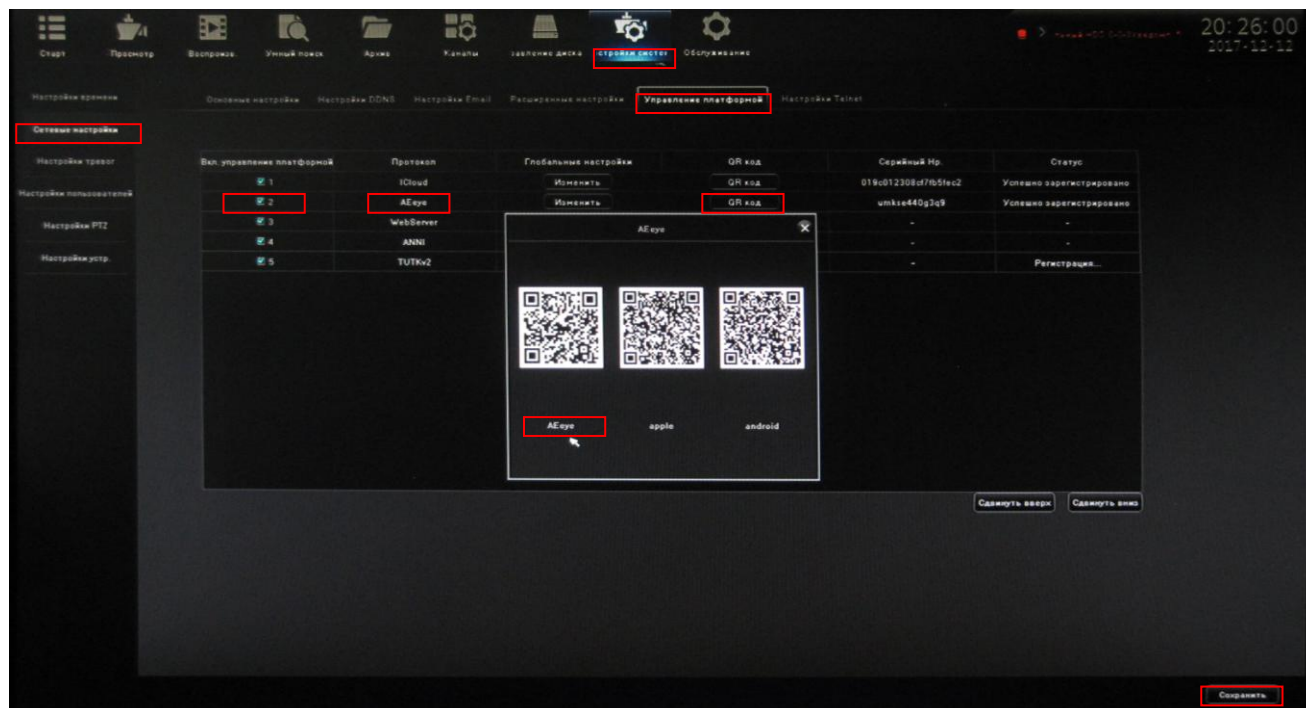 20:26:00
2017-12-12
Старт Просмотр Воспроизв. Умный поиск Архив Каналы завление диска стройки систем Обслуживание
Настройки времени
Сетевые настройки
Настройки тревог
Настройки пользователей
Настройки PTZ
Настройки устр.
Основные настройки Настройки DDNS Настройки Email Расширенные настройки Управление платформой Настройки Telnet
Вкл. управление платформой Протокол Глобальные настройки QR код Серийный Нр. Статус
1 ICloud Изменить QR код 019c012308cf7fb5fec2 Успешно зарегистрировано
2 AEeye Изменить QR код umkse440g3q9 Успешно зарегистрировано
3 WebServer - -
4 ANNI - -
5 TUTKv2 - Регистрация...
AEeye
AEeye apple android
Сдвинуть вверх Сдвинуть вниз
Сохранить